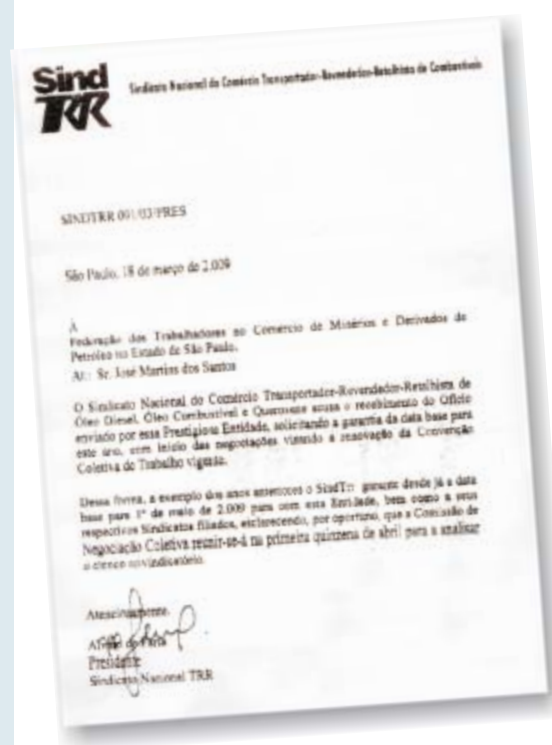 Sind
TRR
Sindicato Nacional do Comércio Transportador-Revendedor-Retalhista de Combustíveis
SINDTRR 001/03/PRES
São Paulo, 18 de março de 2.009
À
Federação dos Trabalhadores no Comércio de Minérios e Derivados de
Petróleo no Estado de São Paulo.
At.: Sr. José Martins dos Santos
O Sindicato Nacional do Comércio Transportador-Revendedor-Retalhista de
Óleo Diesel, Óleo Combustível e Querosene acusa o recebimento do Ofício
enviado por essa Prestigiosa Entidade, solicitando a garantia da data base para
este ano, com início das negociações visando a renovação da Convenção
Coletiva de Trabalho vigente.
Dessa forma, a exemplo dos anos anteriores o SindTrr garante desde já a data
base para 1º de maio de 2.009 para com esta Entidade, bem como a seus
respectivos Sindicatos filiados, esclarecendo, por oportuno, que a Comissão de
Negociação Coletiva reunir-se-á na primeira quinzena de abril para a analisar
o elenco reivindicatório.
Atenciosamente,
Presidente
Sindicato Nacional TRR